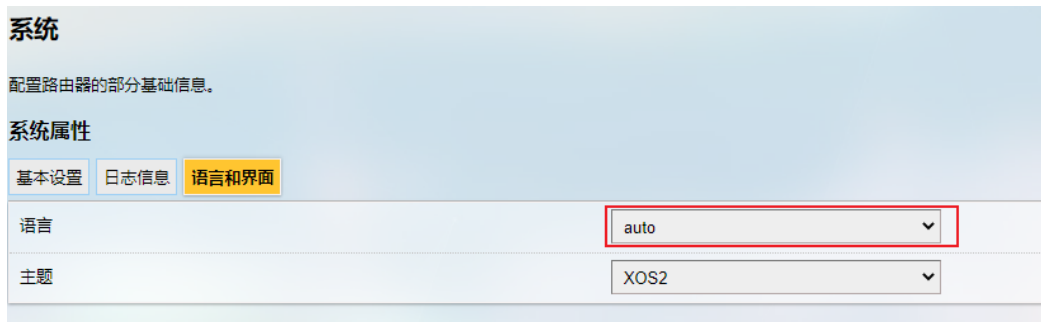 系统
配置路由器的部分基础信息。
系统属性
基本设置 日志信息 语言和界面
语言 auto
主题 XOS2